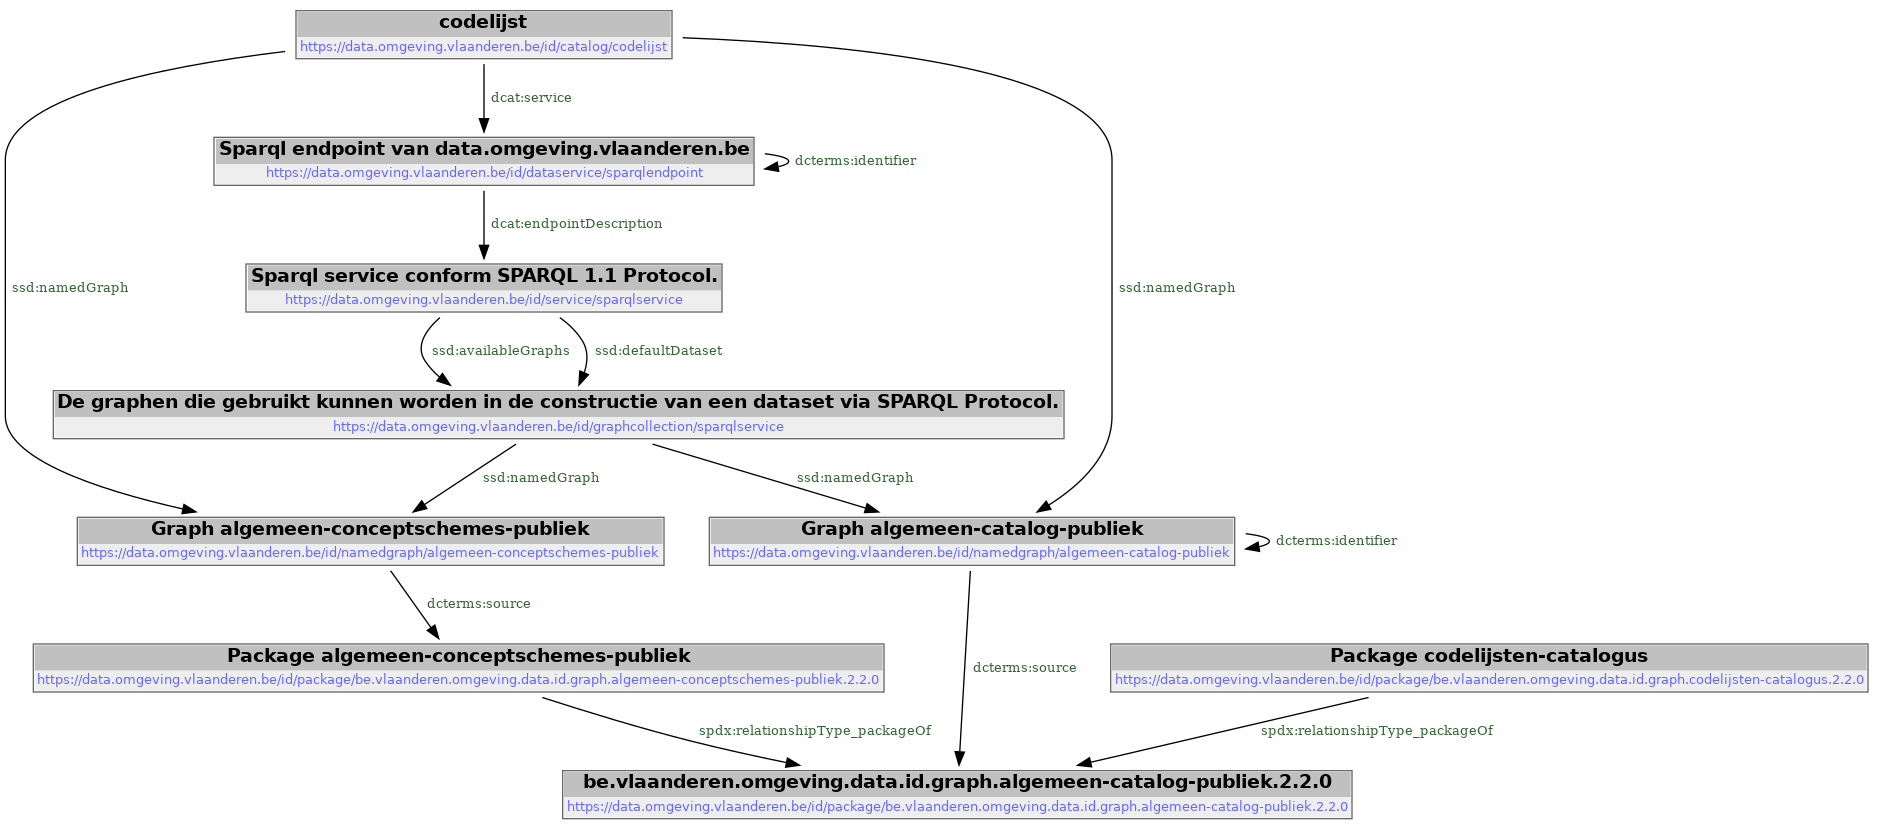 codelijst
https://data.omgeving.vlaanderen.be/id/catalog/codelijst
dcat:service
Sparql endpoint van data.omgeving.vlaanderen.be
https://data.omgeving.vlaanderen.be/id/dataservice/sparqlendpoint
dcterms:identifier
dcat:endpointDescription
Sparql service conform SPARQL 1.1 Protocol.
https://data.omgeving.vlaanderen.be/id/service/sparqlservice
ssd:namedGraph
ssd:namedGraph
ssd:availableGraphs
ssd:defaultDataset
De graphen die gebruikt kunnen worden in de constructie van een dataset via SPARQL Protocol.
https://data.omgeving.vlaanderen.be/id/graphcollection/sparqlservice
ssd:namedGraph
ssd:namedGraph
Graph algemeen-conceptschemes-publiek
https://data.omgeving.vlaanderen.be/id/namedgraph/algemeen-conceptschemes-publiek
Graph algemeen-catalog-publiek
https://data.omgeving.vlaanderen.be/id/namedgraph/algemeen-catalog-publiek
dcterms:identifier
dcterms:source
Package algemeen-conceptschemes-publiek
https://data.omgeving.vlaanderen.be/id/package/be.vlaanderen.omgeving.data.id.graph.algemeen-conceptschemes-publiek.2.2.0
dcterms:source
Package codelijsten-catalogus
https://data.omgeving.vlaanderen.be/id/package/be.vlaanderen.omgeving.data.id.graph.codelijsten-catalogus.2.2.0
spdx:relationshipType_packageOf
spdx:relationshipType_packageOf
be.vlaanderen.omgeving.data.id.graph.algemeen-catalog-publiek.2.2.0
https://data.omgeving.vlaanderen.be/id/package/be.vlaanderen.omgeving.data.id.graph.algemeen-catalog-publiek.2.2.0